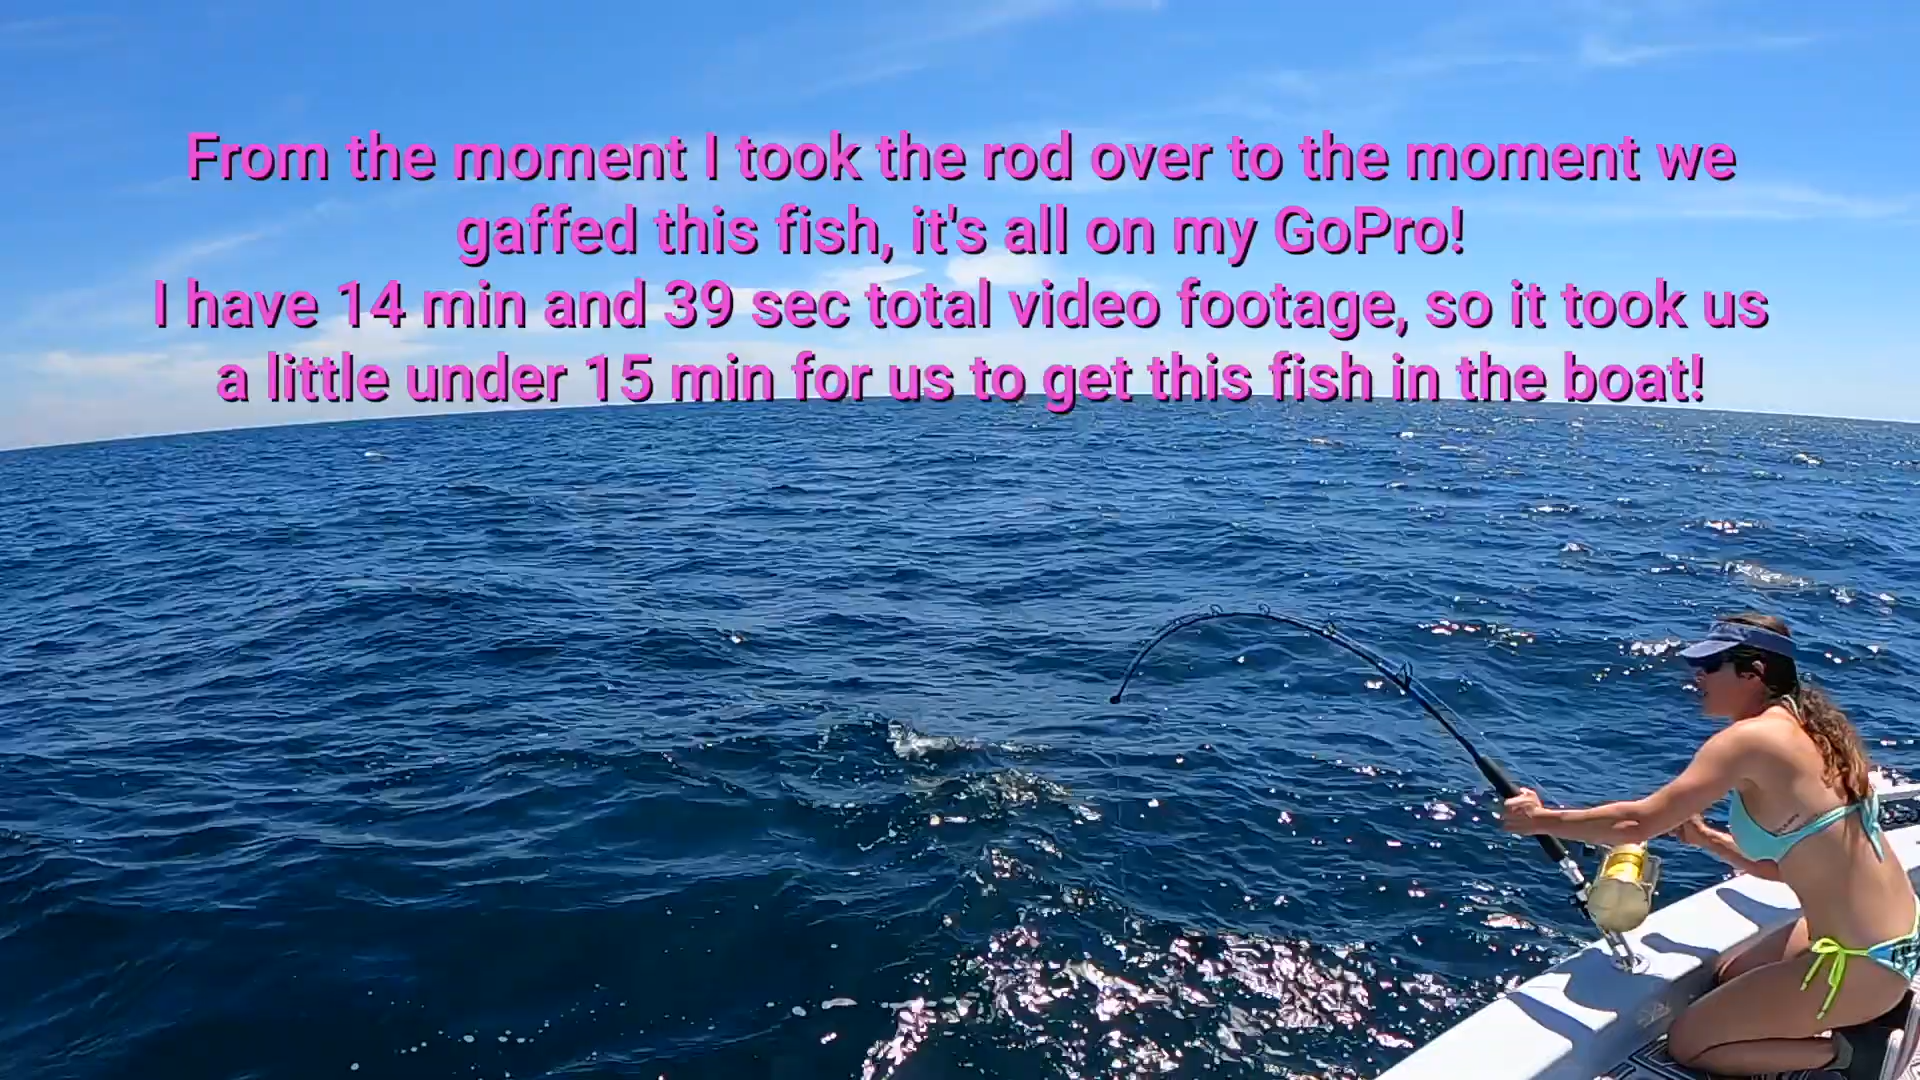 From the moment I took the rod over to the moment we
gaffed this fish, it's all on my GoPro!
I have 14 min and 39 sec total video footage, so it took us
a little under 15 min for us to get this fish in the boat!